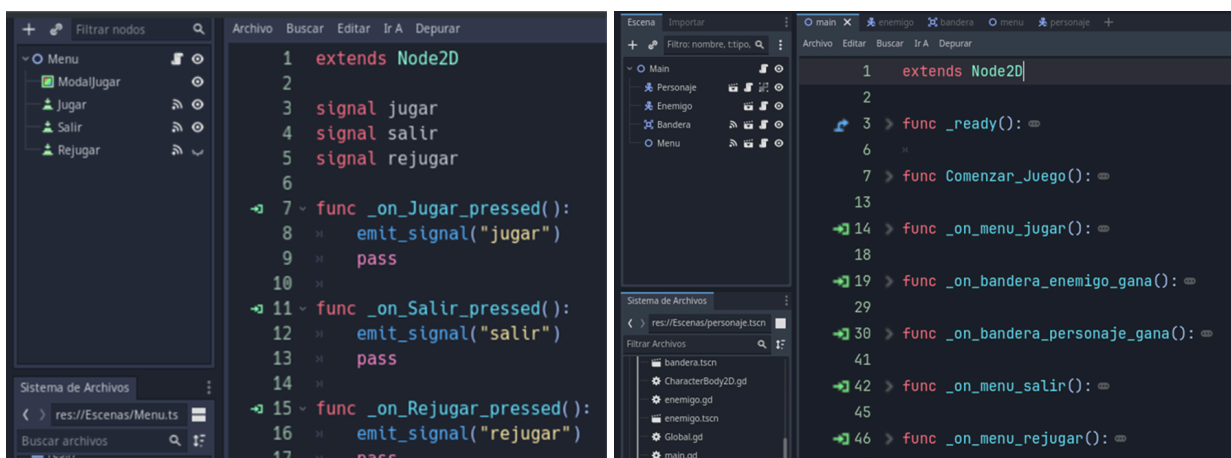 Filtrar nodos
Menu
ModalJugar
Jugar
Salir
Rejugar
Sistema de Archivos
res://Escenas/Menu.ts
Buscar archivos
Archivo Buscar Editar Ir A Depurar
1 extends Node2D
2
3 signal jugar
4 signal salir
5 signal rejugar
6
7 func _on_Jugar_pressed():
8 emit_signal("jugar")
9 pass
10
11 func _on_Salir_pressed():
12 emit_signal("salir")
13 pass
14
15 func _on_Rejugar_pressed():
16 emit_signal("rejugar")
17 pass
Escena Importar
Filtro: nombre, t:tipo,
Main
Personaje
Enemigo
Bandera
Menu
Sistema de Archivos
res://Escenas/personaje.tscn
Filtrar Archivos
bandera.tscn
CharacterBody2D.gd
enemigo.gd
enemigo.tscn
Global.gd
main.gd
main X enemigo bandera menu personaje +
Archivo Editar Buscar Ir A Depurar
1 extends Node2D
2
3 func _ready():
6
7 func Comenzar_Juego():
13
14 func _on_menu_jugar():
18
19 func _on_bandera_enemigo_gana():
29
30 func _on_bandera_personaje_gana():
41
42 func _on_menu_salir():
45
46 func _on_menu_rejugar():